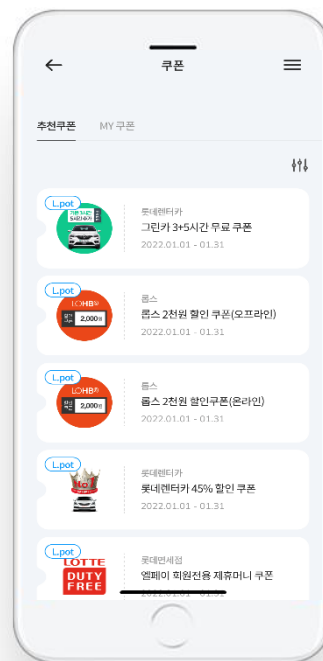 쿠폰
추천쿠폰 MY 쿠폰
L.pot
롯데렌터카
그린카 3+5시간 무료 쿠폰
2022.01.01 - 01.31
L.pot
LOHB
2,000
롭스
롭스 2천원 할인 쿠폰(오프라인)
2022.01.01 - 01.31
L.pot
LOHB
2,000
롭스
롭스 2천원 할인쿠폰(온라인)
2022.01.01 - 01.31
L.pot
롯데렌터카
롯데렌터카 45% 할인 쿠폰
2022.01.01 - 01.31
L.pot
LOTTE
DUTY
FREE
롯데면세점
엘페이 회원전용 제휴머니 쿠폰
2022.01.01 - 01.31